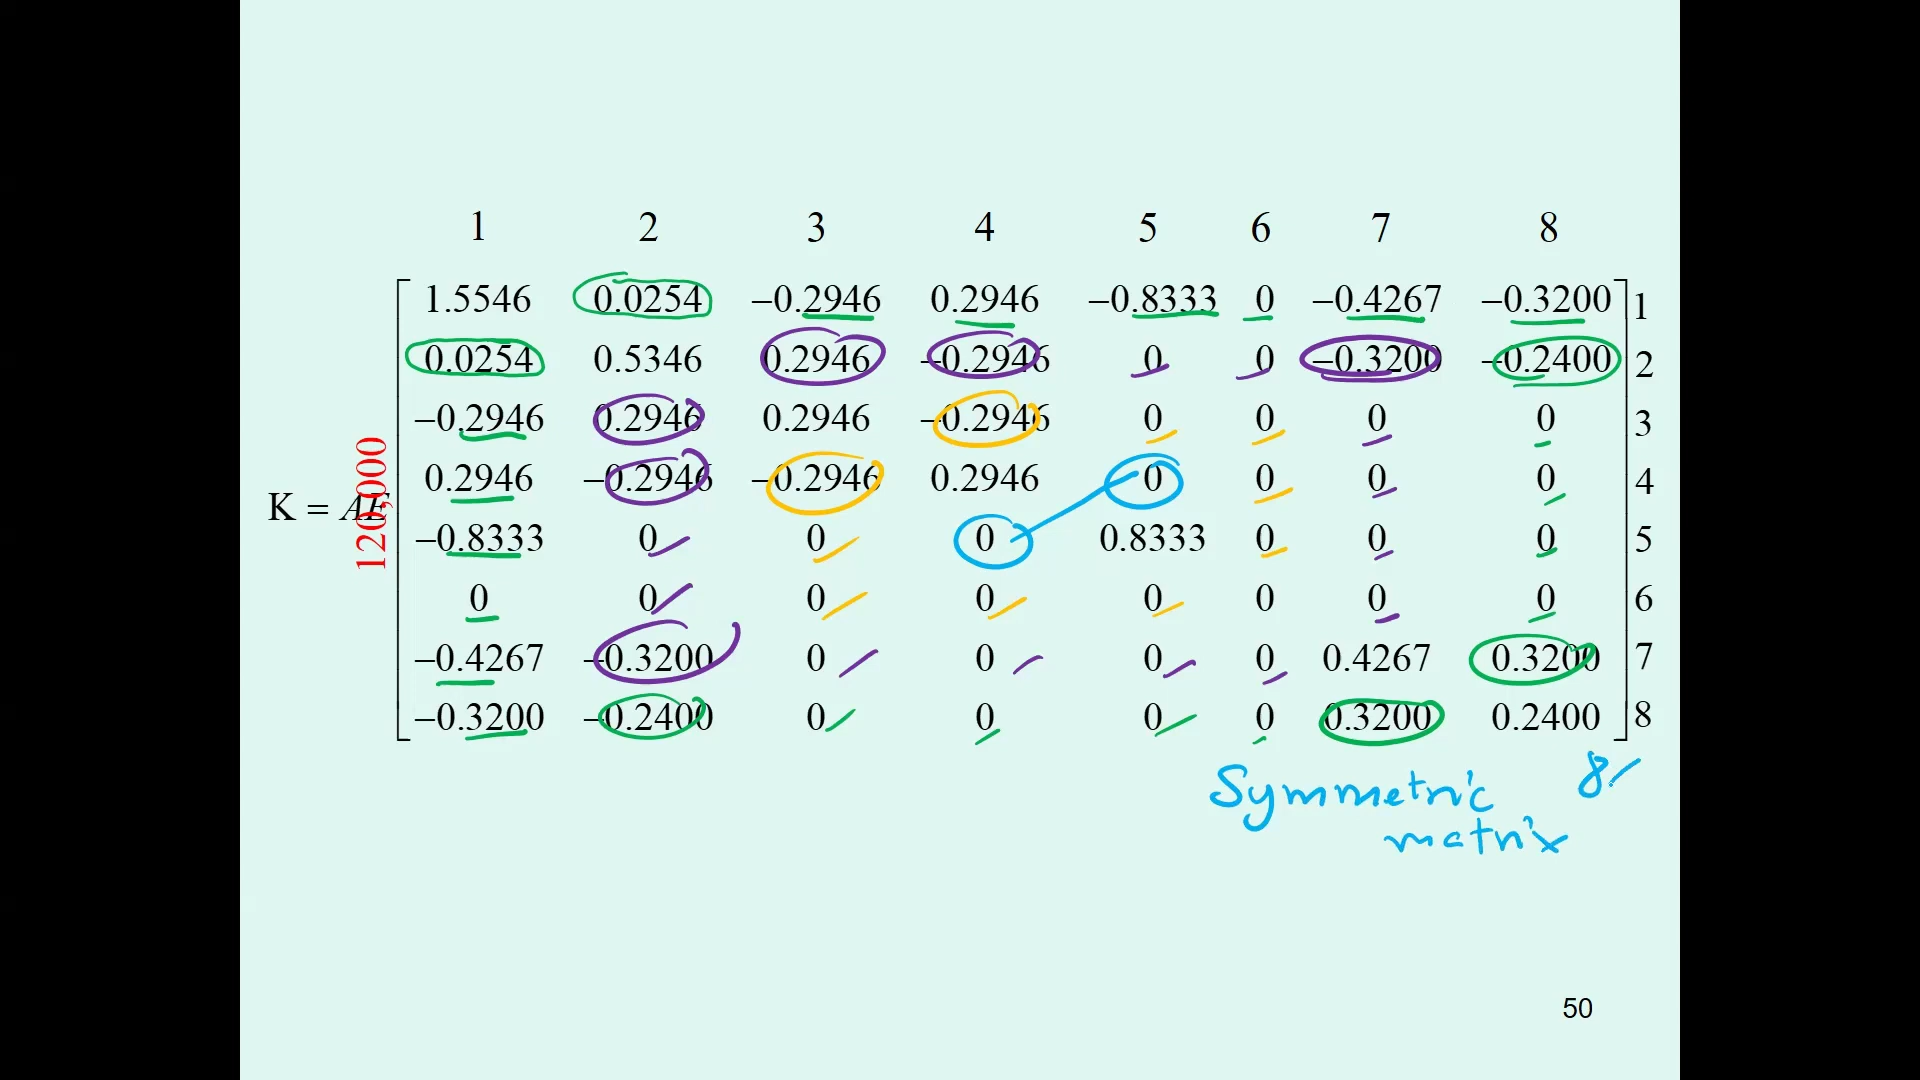 1 2 3 4 5 6 7 8
1.5546 0.0254 −0.2946 0.2946 −0.8333 0 −0.4267 −0.3200 1
0.0254 0.5346 0.2946 −0.2946 0 0 −0.3200 −0.2400 2
−0.2946 0.2946 0.2946 −0.2946 0 0 0 0 3
0.2946 −0.2946 −0.2946 0.2946 0 0 0 0 4
K = AE
120,000
−0.8333 0 0 0 0.8333 0 0 0 5
0 0 0 0 0 0 0 0 6
−0.4267 −0.3200 0 0 0 0 0.4267 0.3200 7
−0.3200 −0.2400 0 0 0 0 0.3200 0.2400 8
Symmetric 8
matrix
50